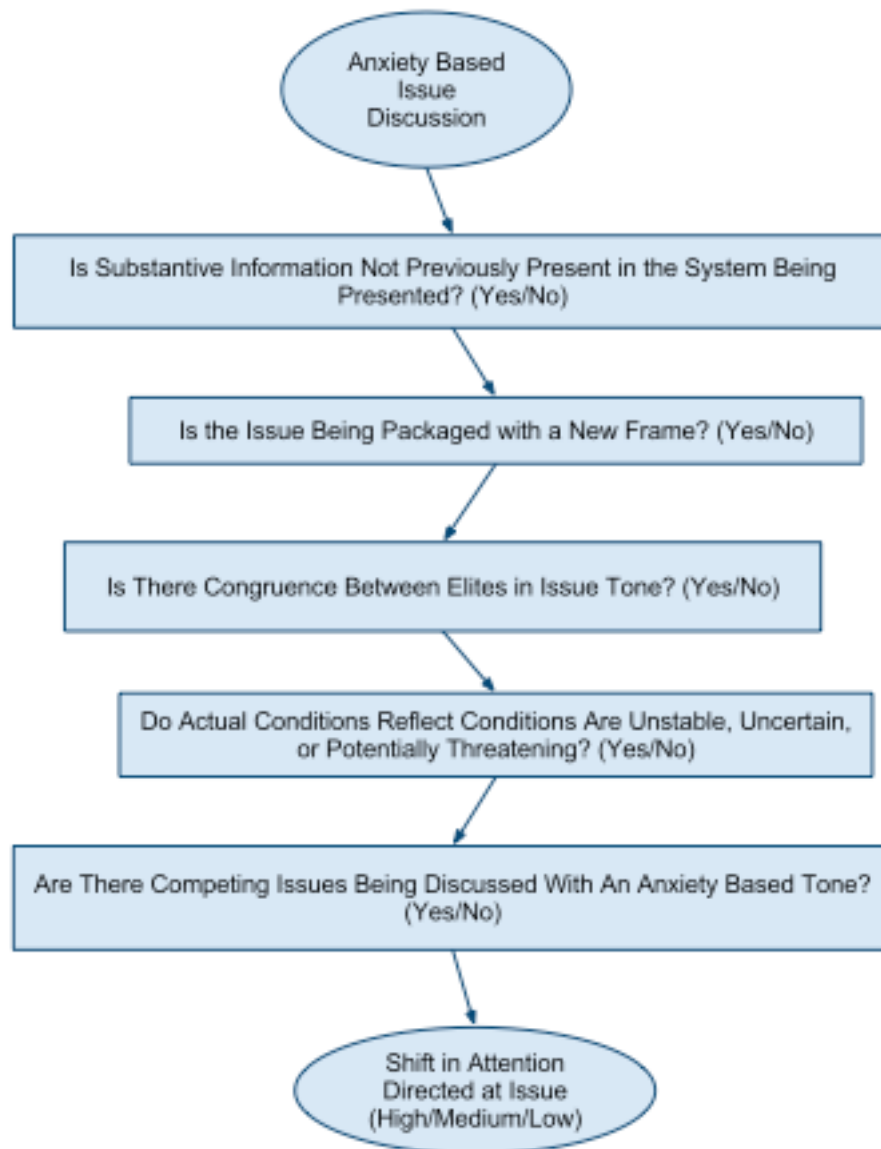 Anxiety Based
Issue
Discussion
Is Substantive Information Not Previously Present in the System Being
Presented? (Yes/No)
Is the Issue Being Packaged with a New Frame? (Yes/No)
Is There Congruence Between Elites in Issue Tone? (Yes/No)
Do Actual Conditions Reflect Conditions Are Unstable, Uncertain,
or Potentially Threatening? (Yes/No)
Are There Competing Issues Being Discussed With An Anxiety Based Tone?
(Yes/No)
Shift in Attention
Directed at Issue
(High/Medium/Low)